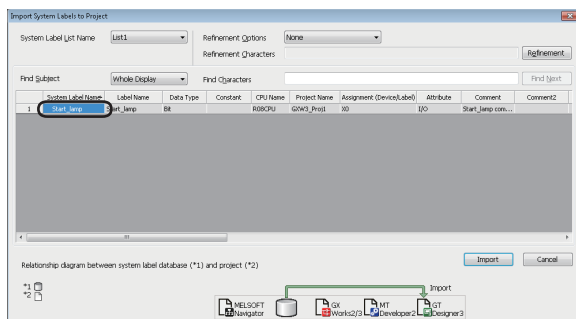 Import System Labels to Project
System Label List Name List1 Refinement Options None
Refinement Characters Refinement
Find Subject Whole Display Find Characters Find Next
System Label Name Label Name Data Type Constant CPU Name Project Name Assignment (Device/Label) Attribute Comment Comment2
1 Start_lamp Start_lamp Bit R08CPU GXW3_Proj1 X0 I/O Start_lamp com...
Import Cancel
Relationship diagram between system label database (*1) and project (*2)
*1
*2
Import
MELSOFT Navigator
GX Works2/3
MT Developer2
GT Designer3